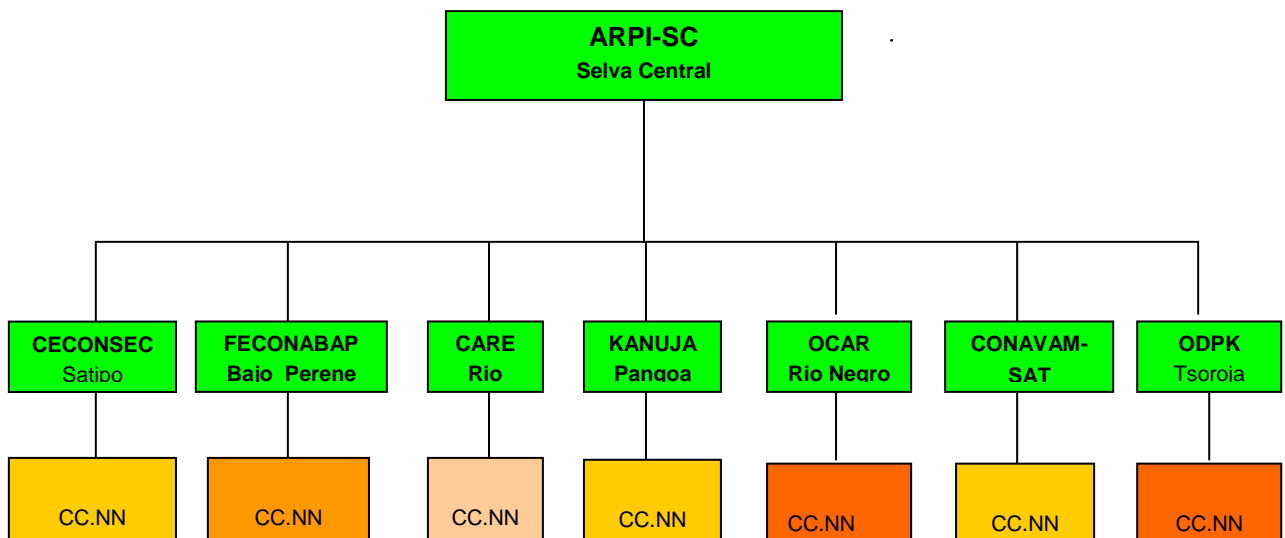 ARPI-SC
Selva Central
.
CECONSEC
Satipo
FECONABAP
Bajo Perene
CARE
Rio
KANUJA
Pangoa
OCAR
Rio Negro
CONAVAM-
SAT
ODPK
Tsoroja
CC.NN
CC.NN
CC.NN
CC.NN
CC.NN
CC.NN
CC.NN